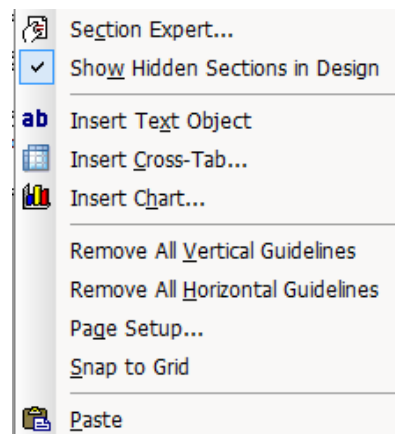 Section Expert...
Show Hidden Sections in Design
ab Insert Text Object
Insert Cross-Tab...
Insert Chart...
Remove All Vertical Guidelines
Remove All Horizontal Guidelines
Page Setup...
Snap to Grid
Paste